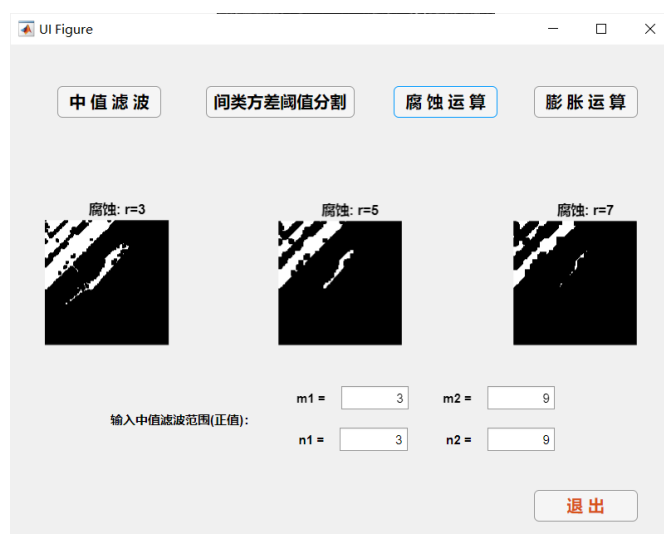 UI Figure
中 值 滤 波
间类方差阈值分割
腐 蚀 运 算
膨 胀 运 算
腐蚀: r=3
腐蚀: r=5
腐蚀: r=7
m1 = 3
m2 = 9
输入中值滤波范围(正值):
n1 = 3
n2 = 9
退 出